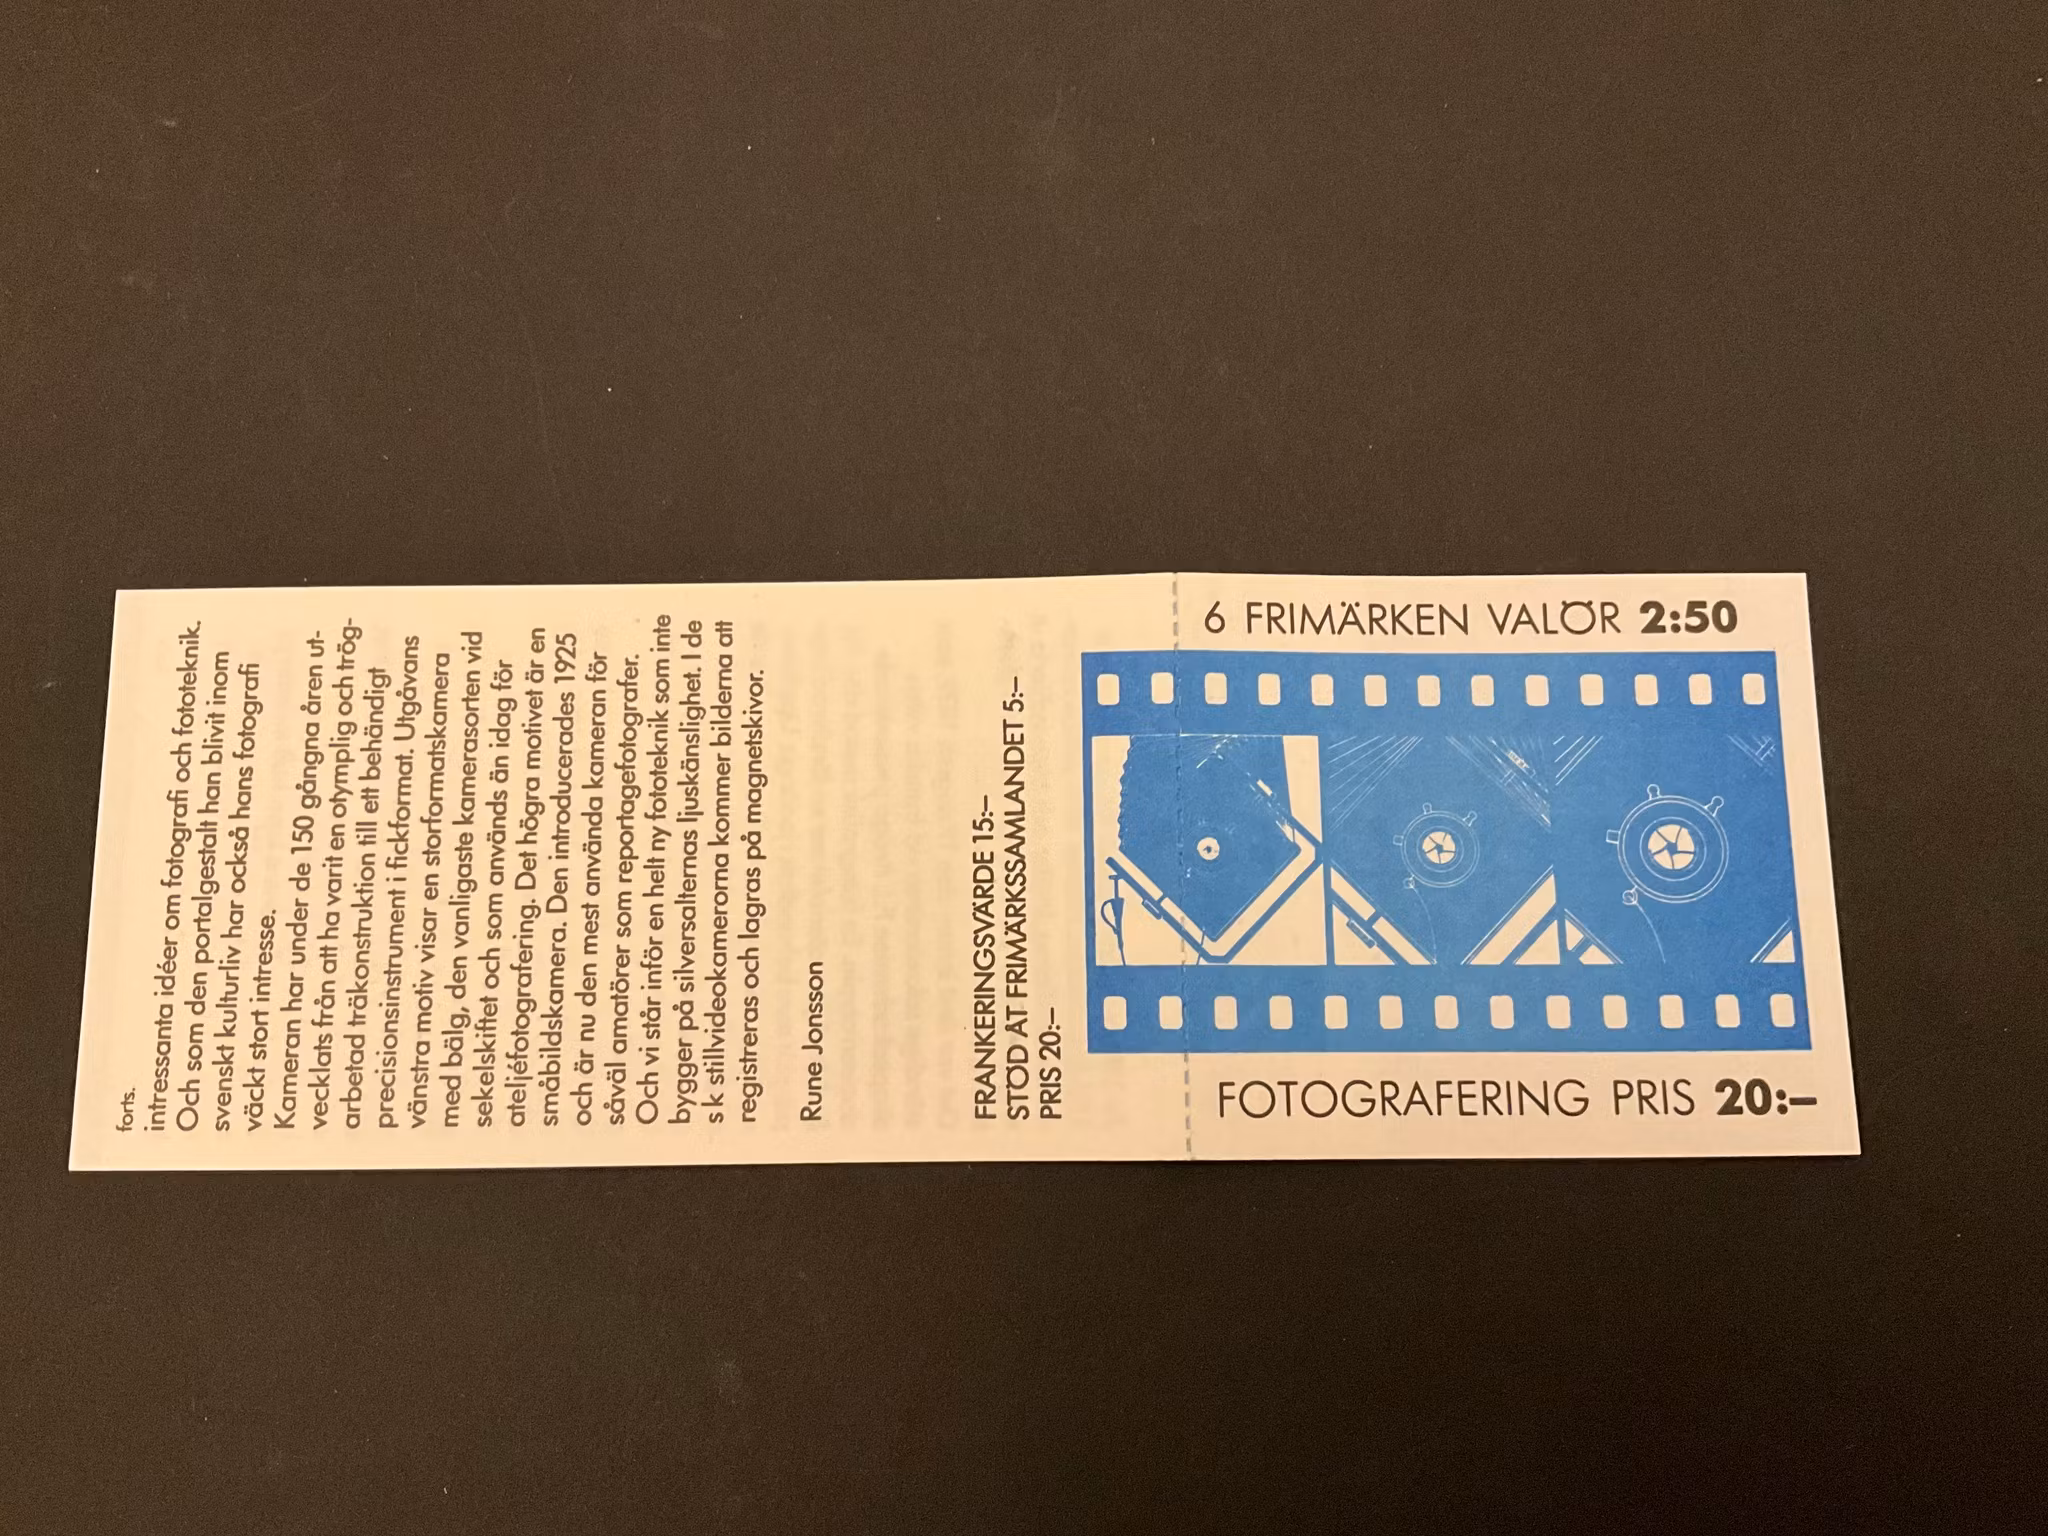 forts.
intressanta idéer om fotografi och fototeknik.
Och som den portalgestalt han blivit inom
svenskt kulturliv har också hans fotografi
väckt stort intresse.
Kameran har under de 150 gångna åren ut-
vecklats från att ha varit en otymplig och trög-
arbetad träkonstruktion till ett behändigt
precisionsinstrument i fickformat. Utgåvans
vänstra motiv visar en storformatskamera
med bälg, den vanligaste kamerasorten vid
sekelskiftet och som används än idag för
ateljéfotografering. Det högra motivet är en
småbildskamera. Den introducerades 1925
och är nu den mest använda kameran för
såväl amatörer som reportagefotografer.
Och vi står inför en helt ny fototeknik som inte
bygger på silversalternas ljuskänslighet. I de
s k stillvideokamerorna kommer bilderna att
registreras och lagras på magnetskivor.
Rune Jonsson
FRANKERINGSVÄRDE 15:–
STÖD ÅT FRIMÄRKSSAMLANDET 5:–
PRIS 20:–
6 FRIMÄRKEN VALÖR 2:50
FOTOGRAFERING PRIS 20:–